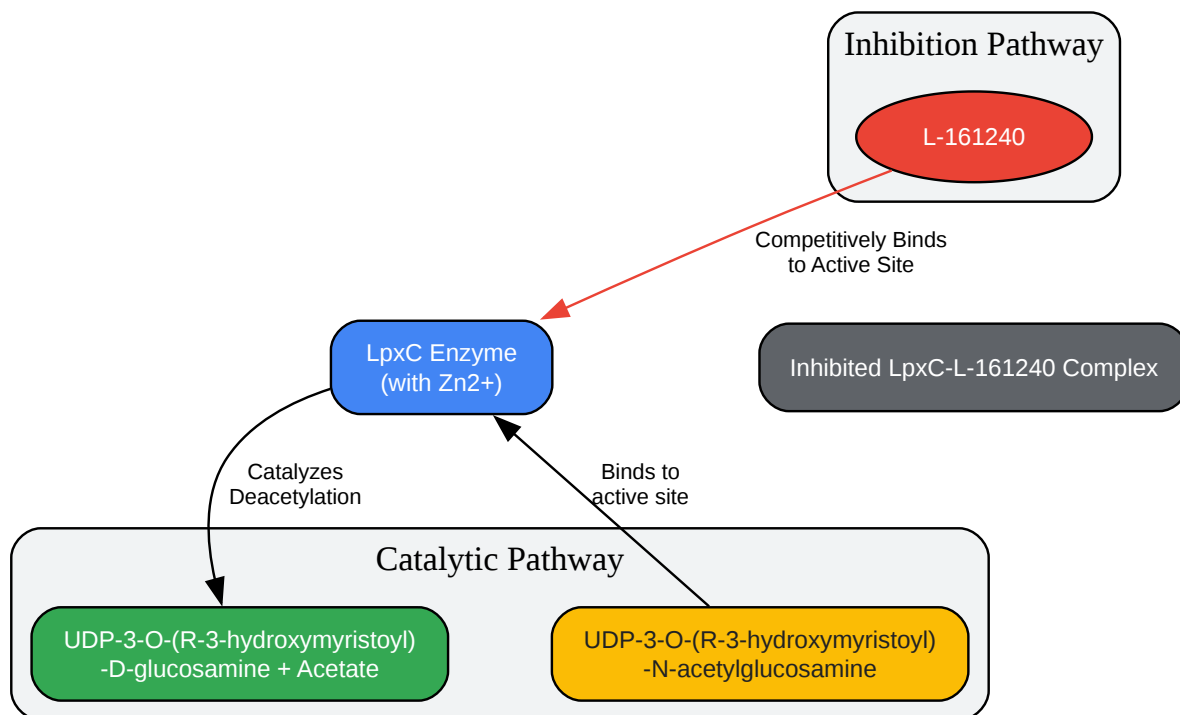 Inhibition Pathway
L-161240
Competitively Binds
to Active Site
LpxC Enzyme
(with Zn2+)
Inhibited LpxC-L-161240 Complex
Catalyzes
Deacetylation
Binds to
active site
Catalytic Pathway
UDP-3-O-(R-3-hydroxymyristoyl)
-D-glucosamine + Acetate
UDP-3-O-(R-3-hydroxymyristoyl)
-N-acetylglucosamine